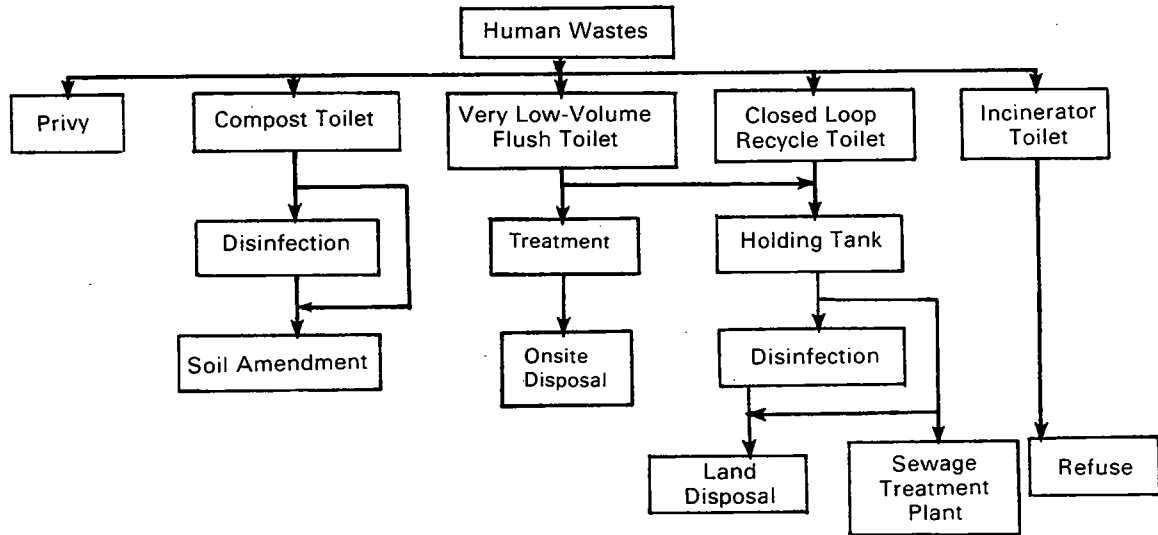 Human Wastes
Privy
Compost Toilet
Very Low-Volume
Flush Toilet
Closed Loop
Recycle Toilet
Incinerator
Toilet
Disinfection
Treatment
Holding Tank
Soil Amendment
Onsite
Disposal
Disinfection
Land
Disposal
Sewage
Treatment
Plant
Refuse